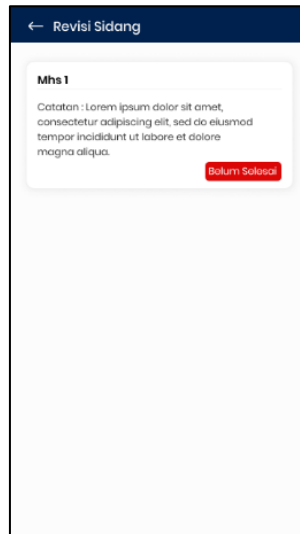 ← Revisi Sidang
Mhs 1
Catatan : Lorem ipsum dolor sit amet,
consectetur adipiscing elit, sed do eiusmod
tempor incididunt ut labore et dolore
magna aliqua.
Belum Selesai